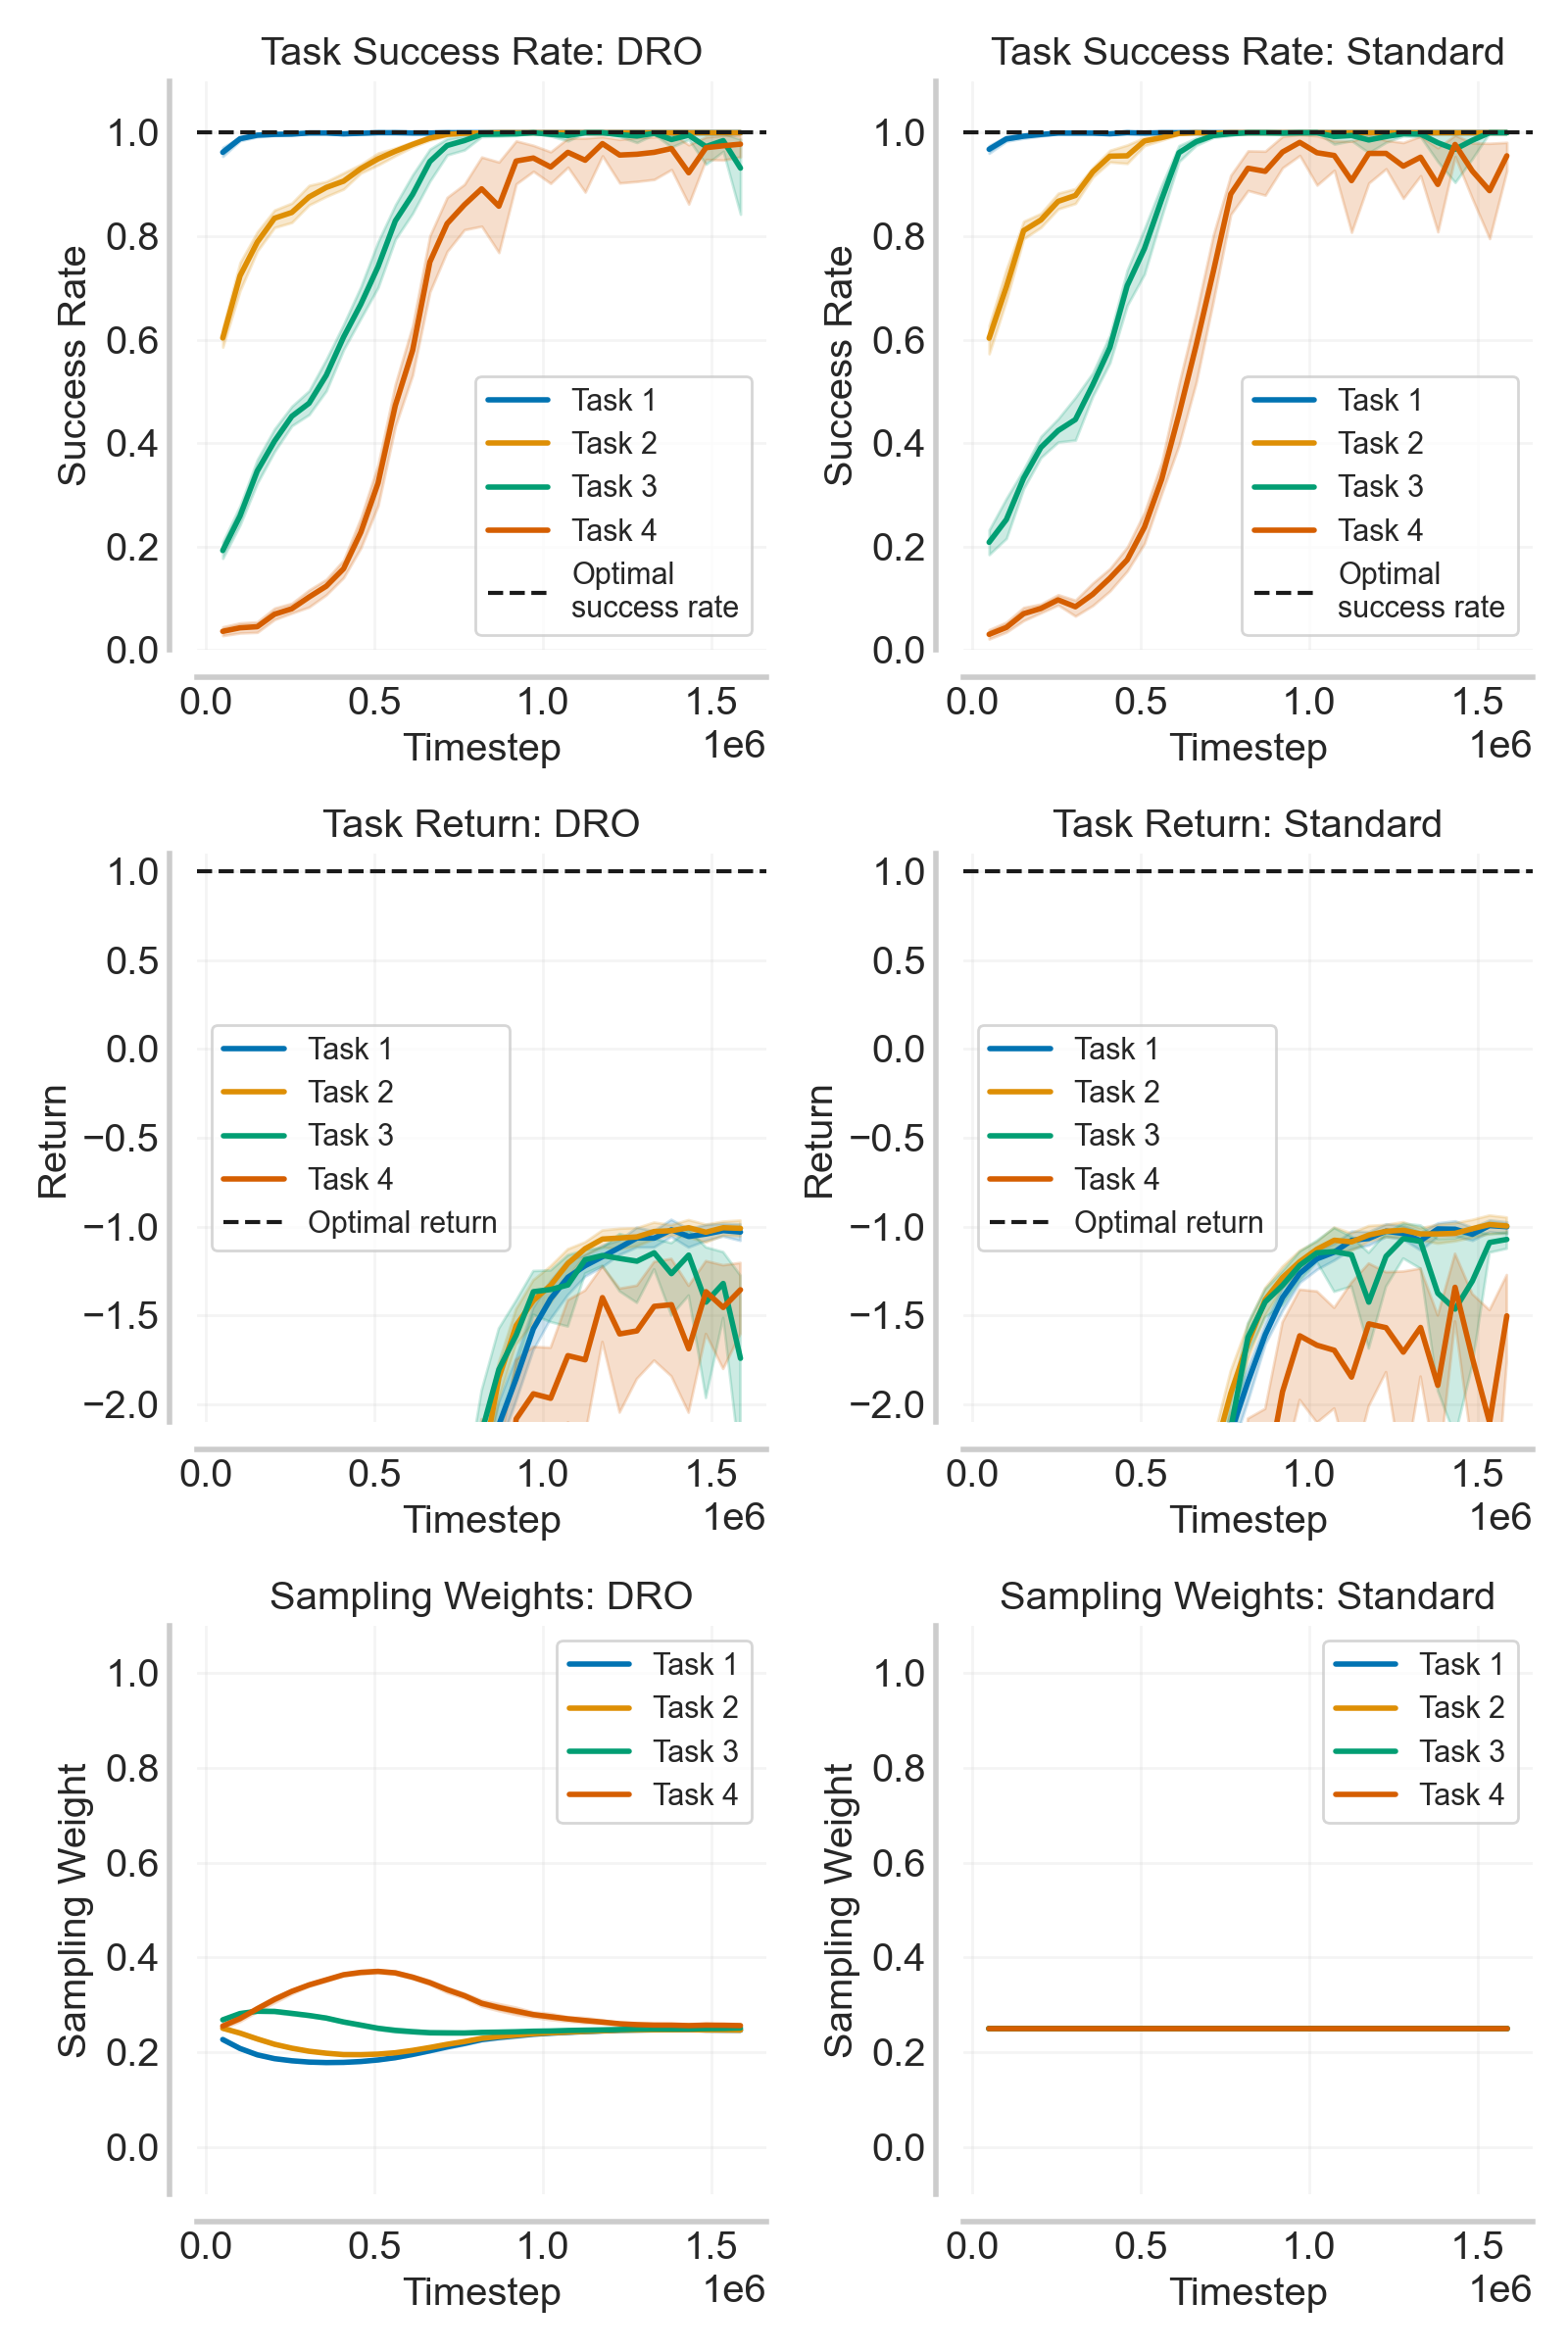 Task Success Rate: DRO
1.0
0.8
0.6
0.4
0.2
0.0
Success Rate
Task 1
Task 2
Task 3
Task 4
Optimal
success rate
0.0 0.5 1.0 1.5
1e6
Timestep
Task Success Rate: Standard
1.0
0.8
0.6
0.4
0.2
0.0
Success Rate
Task 1
Task 2
Task 3
Task 4
Optimal
success rate
0.0 0.5 1.0 1.5
1e6
Timestep
Task Return: DRO
1.0
0.5
0.0
−0.5
−1.0
−1.5
−2.0
Return
Task 1
Task 2
Task 3
Task 4
Optimal return
0.0 0.5 1.0 1.5
1e6
Timestep
Task Return: Standard
1.0
0.5
0.0
−0.5
−1.0
−1.5
−2.0
Return
Task 1
Task 2
Task 3
Task 4
Optimal return
0.0 0.5 1.0 1.5
1e6
Timestep
Sampling Weights: DRO
1.0
0.8
0.6
0.4
0.2
0.0
Sampling Weight
Task 1
Task 2
Task 3
Task 4
0.0 0.5 1.0 1.5
1e6
Timestep
Sampling Weights: Standard
1.0
0.8
0.6
0.4
0.2
0.0
Sampling Weight
Task 1
Task 2
Task 3
Task 4
0.0 0.5 1.0 1.5
1e6
Timestep